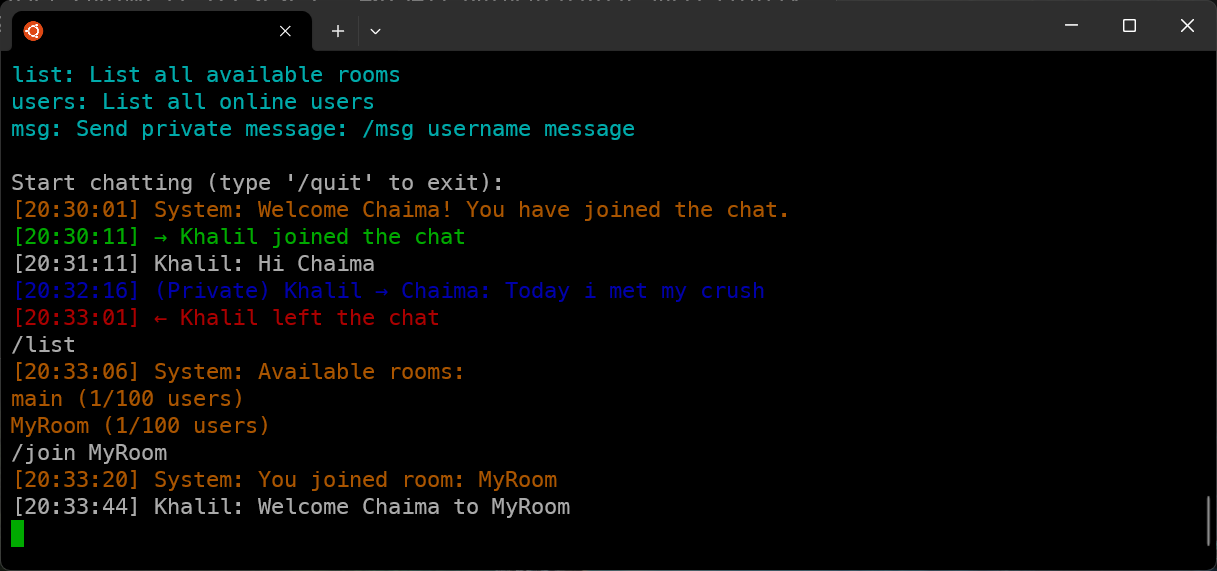 list: List all available rooms
users: List all online users
msg: Send private message: /msg username message
Start chatting (type '/quit' to exit):
[20:30:01] System: Welcome Chaima! You have joined the chat.
[20:30:11] → Khalil joined the chat
[20:31:11] Khalil: Hi Chaima
[20:32:16] (Private) Khalil → Chaima: Today i met my crush
[20:33:01] ← Khalil left the chat
/list
[20:33:06] System: Available rooms:
main (1/100 users)
MyRoom (1/100 users)
/join MyRoom
[20:33:20] System: You joined room: MyRoom
[20:33:44] Khalil: Welcome Chaima to MyRoom